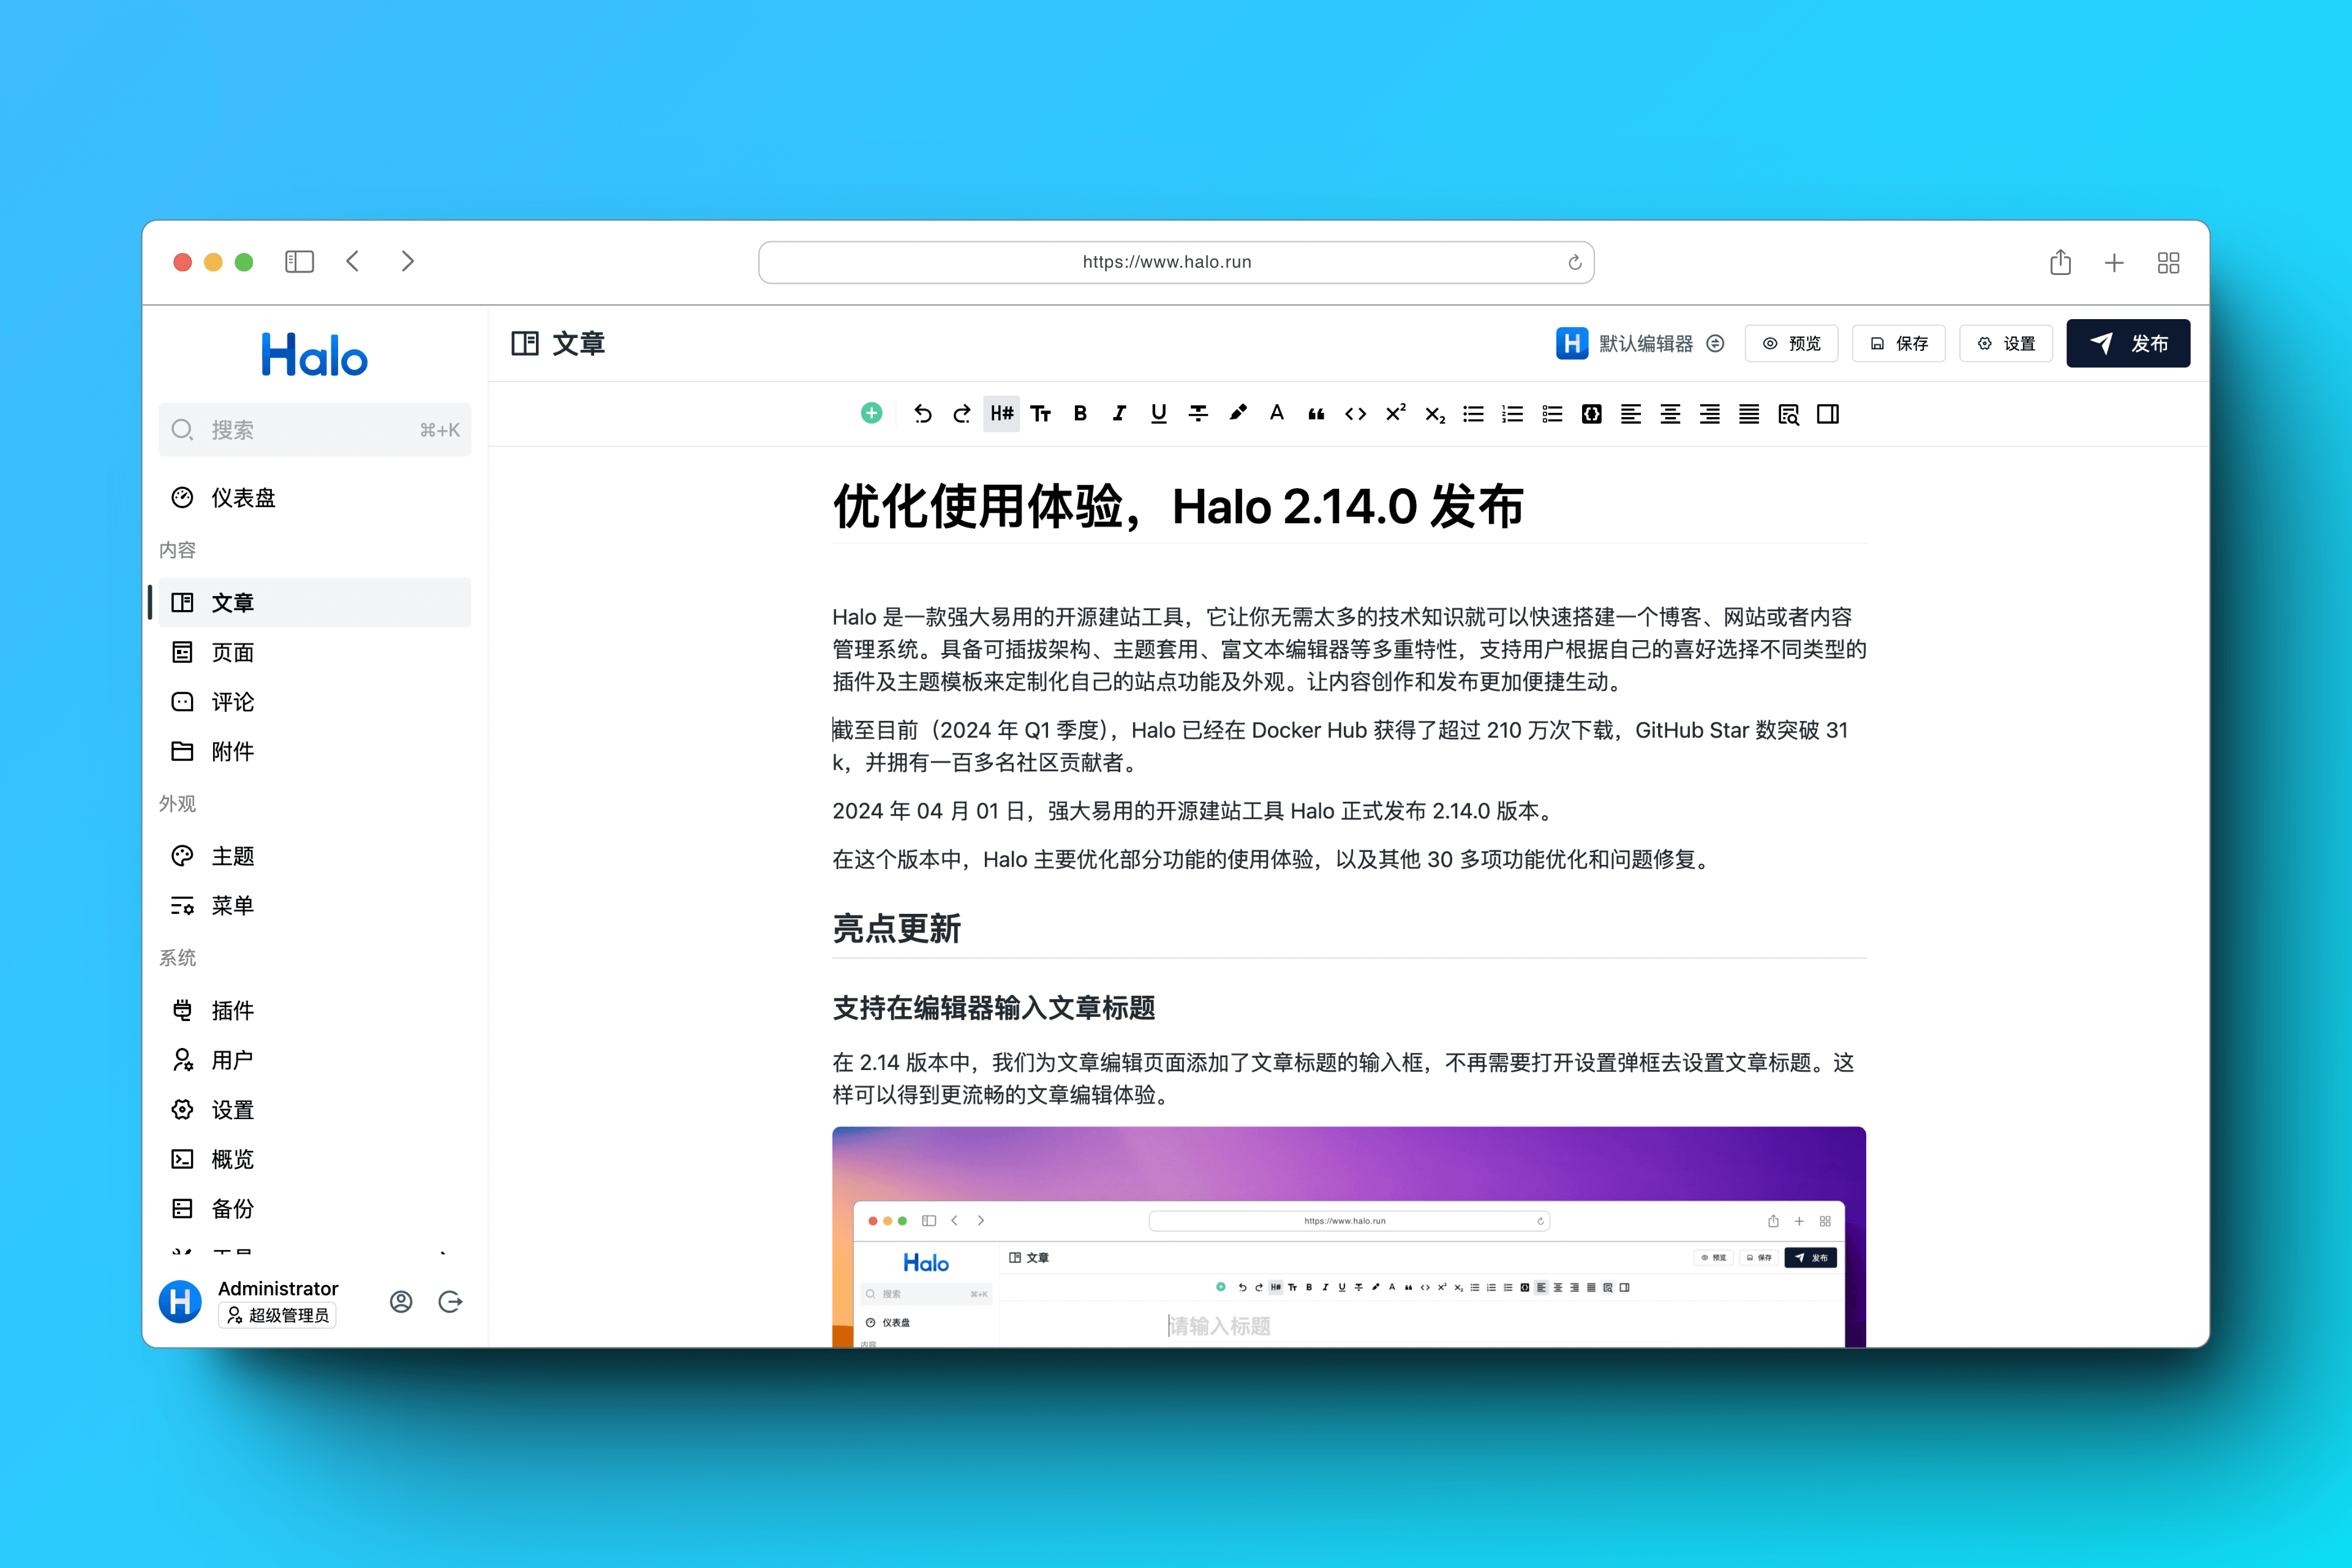 https://www.halo.run
Halo
搜索 ⌘+K
仪表盘
内容
文章
页面
评论
附件
外观
主题
菜单
系统
插件
用户
设置
概览
备份
Administrator
超级管理员
文章
默认编辑器 预览 保存 设置 发布
优化使用体验，Halo 2.14.0 发布
Halo 是一款强大易用的开源建站工具，它让你无需太多的技术知识就可以快速搭建一个博客、网站或者内容
管理系统。具备可插拔架构、主题套用、富文本编辑器等多重特性，支持用户根据自己的喜好选择不同类型的
插件及主题模板来定制化自己的站点功能及外观。让内容创作和发布更加便捷生动。
截至目前（2024 年 Q1 季度），Halo 已经在 Docker Hub 获得了超过 210 万次下载，GitHub Star 数突破 31
k，并拥有一百多名社区贡献者。
2024 年 04 月 01 日，强大易用的开源建站工具 Halo 正式发布 2.14.0 版本。
在这个版本中，Halo 主要优化部分功能的使用体验，以及其他 30 多项功能优化和问题修复。
亮点更新
支持在编辑器输入文章标题
在 2.14 版本中，我们为文章编辑页面添加了文章标题的输入框，不再需要打开设置弹框去设置文章标题。这
样可以得到更流畅的文章编辑体验。
https://www.halo.run
Halo
文章
预览 保存 发布
搜索 ⌘+K
仪表盘
请输入标题